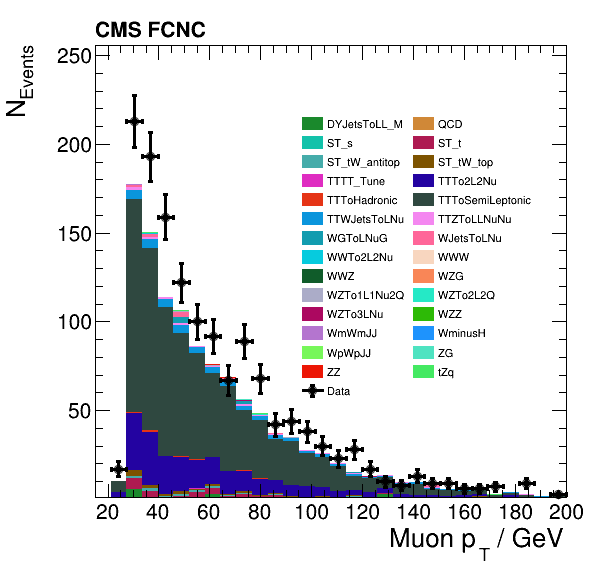 CMS FCNC
N_Events
250
200
150
100
50
DYJetsToLL_M QCD
ST_s ST_t
ST_tW_antitop ST_tW_top
TTTT_Tune TTTo2L2Nu
TTToHadronic TTToSemiLeptonic
TTWJetsToLNu TTZToLLNuNu
WGToLNuG WJetsToLNu
WWTo2L2Nu WWW
WWZ WZG
WZTo1L1Nu2Q WZTo2L2Q
WZTo3LNu WZZ
WmWmJJ WminusH
WpWpJJ ZG
ZZ tZq
Data
20 40 60 80 100 120 140 160 180 200
Muon p_T / GeV